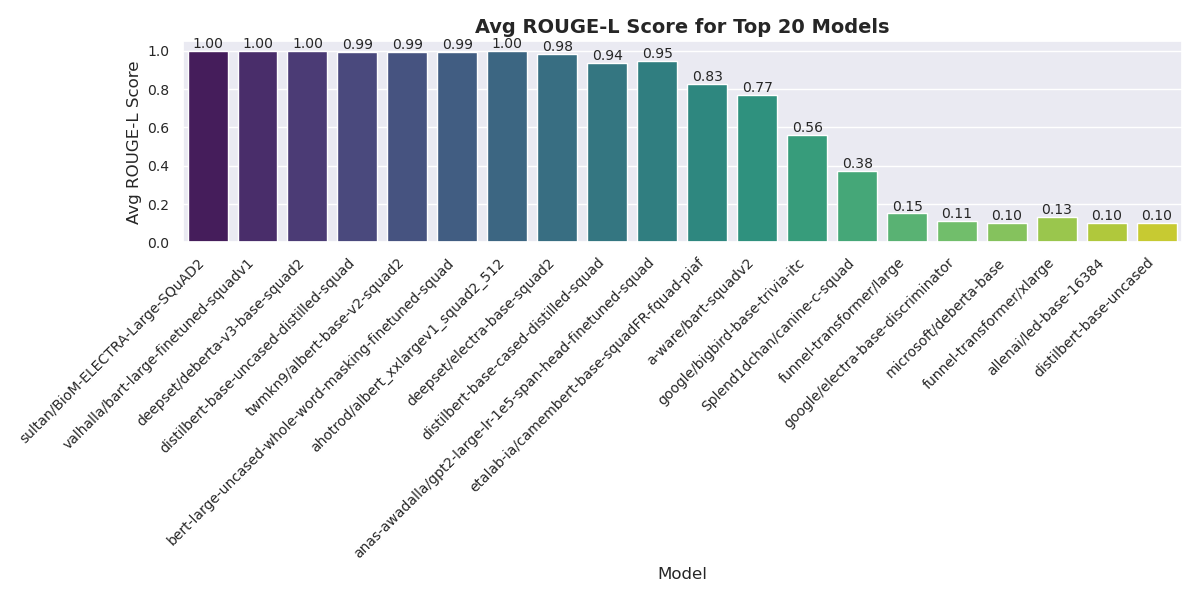 Avg ROUGE-L Score for Top 20 Models
Avg ROUGE-L Score
1.0
0.8
0.6
0.4
0.2
0.0
1.00
1.00
1.00
0.99
0.99
0.99
1.00
0.98
0.94
0.95
0.83
0.77
0.56
0.38
0.15
0.11
0.10
0.13
0.10
0.10
sultan/BioM-ELECTRA-Large-SQuAD2
valhalla/bart-large-finetuned-squadv1
deepset/deberta-v3-base-squad2
distilbert-base-uncased-distilled-squad
twmkn9/albert-base-v2-squad2
bert-large-uncased-whole-word-masking-finetuned-squad
ahotrod/albert_xxlargev1_squad2_512
deepset/electra-base-squad2
distilbert-base-cased-distilled-squad
anas-awadalla/gpt2-large-lr-1e5-span-head-finetuned-squad
etalab-ia/camembert-base-squadFR-fquad-piaf
a-ware/bart-squadv2
google/bigbird-base-trivia-itc
Splend1dchan/canine-c-squad
funnel-transformer/large
google/electra-base-discriminator
microsoft/deberta-base
funnel-transformer/xlarge
allenai/led-base-16384
distilbert-base-uncased
Model